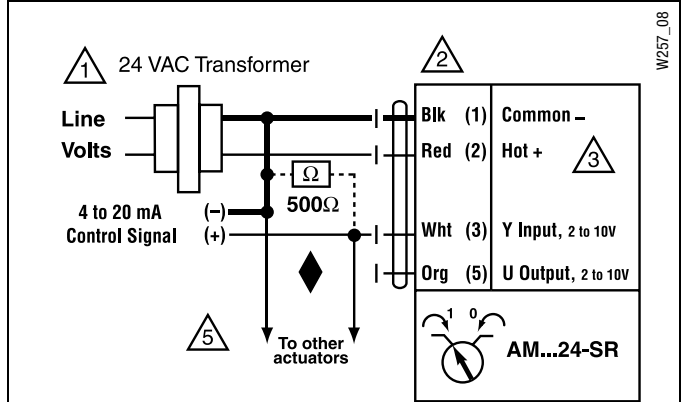 W257_08
1 24 VAC Transformer
2
Line
Volts
Blk (1) Common –
Red (2) Hot +
3
Ω
500Ω
4 to 20 mA (–)
Control Signal (+)
Wht (3) Y Input, 2 to 10V
Org (5) U Output, 2 to 10V
5
To other
actuators
1 0
AM...24-SR